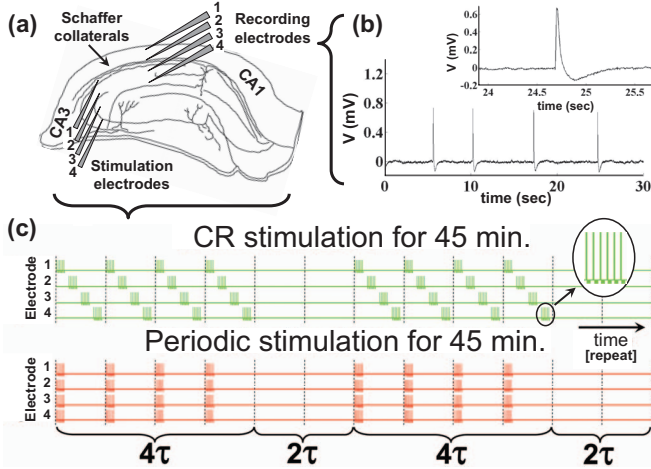 (a)
Schaffer
collaterals
1
2
3
4
Recording
electrodes
CA3
CA1
1
2
3
4
Stimulation
electrodes
(b)
V (mV)
1.2
0.8
0.4
0
0
10
20
30
time (sec)
V (mV)
0.6
0.4
0.2
0
-0.2
24
24.5
25
25.5
time (sec)
(c)
CR stimulation for 45 min.
Electrode
1
2
3
4
time
[repeat]
Periodic stimulation for 45 min.
Electrode
1
2
3
4
4τ
2τ
4τ
2τ